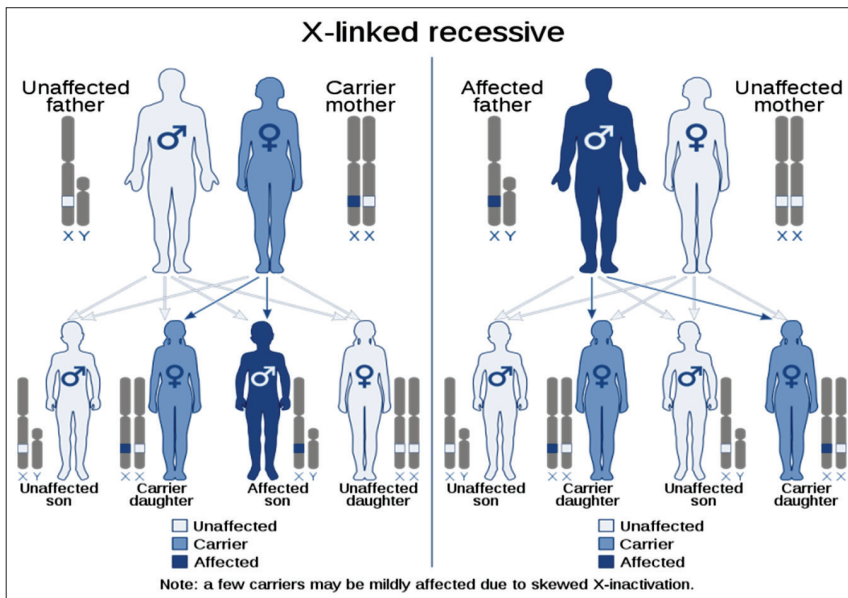 X-linked recessive
Unaffected
father
Carrier
mother
X Y
X X
Unaffected
son
X Y
Carrier
daughter
X X
Affected
son
X Y
Unaffected
daughter
X X
Unaffected
Carrier
Affected
Affected
father
Unaffected
mother
X Y
X X
Unaffected
son
X Y
Carrier
daughter
X X
Unaffected
son
X Y
Carrier
daughter
X X
Unaffected
Carrier
Affected
Note: a few carriers may be mildly affected due to skewed X-inactivation.